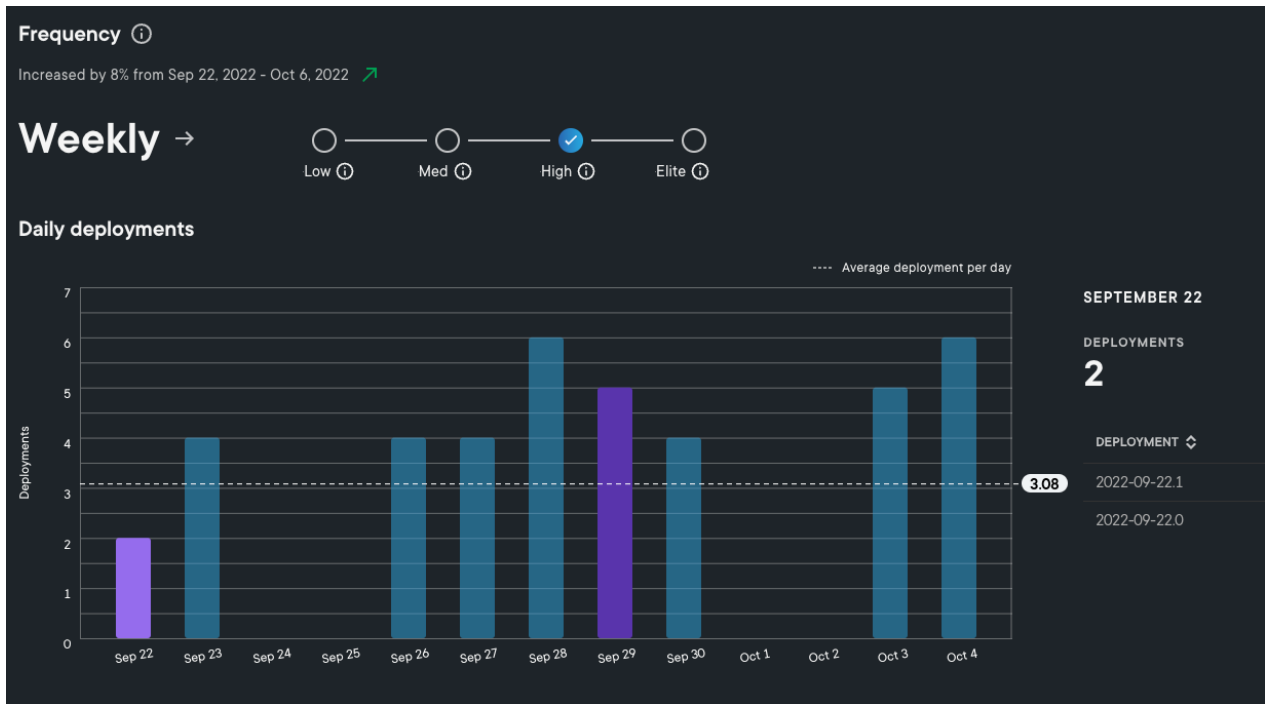 Frequency
Increased by 8% from Sep 22, 2022 - Oct 6, 2022
Weekly
Low
Med
High
Elite
Daily deployments
Average deployment per day
7
6
5
4
3
2
1
0
Deployments
3.08
Sep 22
Sep 23
Sep 24
Sep 25
Sep 26
Sep 27
Sep 28
Sep 29
Sep 30
Oct 1
Oct 2
Oct 3
Oct 4
SEPTEMBER 22
DEPLOYMENTS
2
DEPLOYMENT
2022-09-22.1
2022-09-22.0